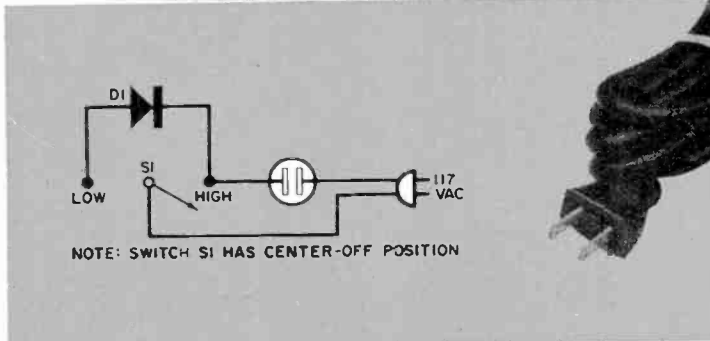 D1
S1
LOW
HIGH
117
VAC
NOTE: SWITCH S1 HAS CENTER-OFF POSITION